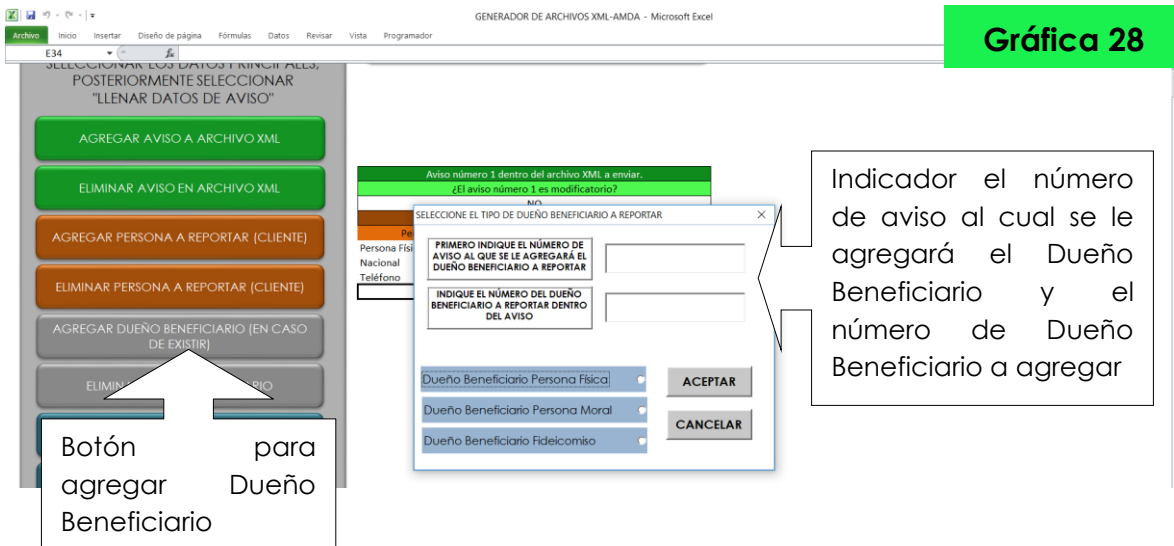 GENERADOR DE ARCHIVOS XML-AMDA - Microsoft Excel
Archivo Inicio Insertar Diseño de página Fórmulas Datos Revisar Vista Programador
Gráfica 28
E34 fx
SELECCIONAR LOS DATOS PRINCIPALES,
POSTERIORMENTE SELECCIONAR
"LLENAR DATOS DE AVISO"
AGREGAR AVISO A ARCHIVO XML
ELIMINAR AVISO EN ARCHIVO XML
AGREGAR PERSONA A REPORTAR (CLIENTE)
ELIMINAR PERSONA A REPORTAR (CLIENTE)
AGREGAR DUEÑO BENEFICIARIO (EN CASO
DE EXISTIR)
Botón para
agregar Dueño
Beneficiario
Aviso número 1 dentro del archivo XML a enviar.
¿El aviso número 1 es modificatorio?
NO
Nacional
Teléfono
SELECCIONE EL TIPO DE DUEÑO BENEFICIARIO A REPORTAR
PRIMERO INDIQUE EL NÚMERO DE
AVISO AL QUE SE LE AGREGARÁ EL
DUEÑO BENEFICIARIO A REPORTAR
INDIQUE EL NÚMERO DEL DUEÑO
BENEFICIARIO A REPORTAR DENTRO
DEL AVISO
Dueño Beneficiario Persona Física
Dueño Beneficiario Persona Moral
Dueño Beneficiario Fideicomiso
ACEPTAR
CANCELAR
Indicador el número
de aviso al cual se le
agregará el Dueño
Beneficiario y el
número de Dueño
Beneficiario a agregar